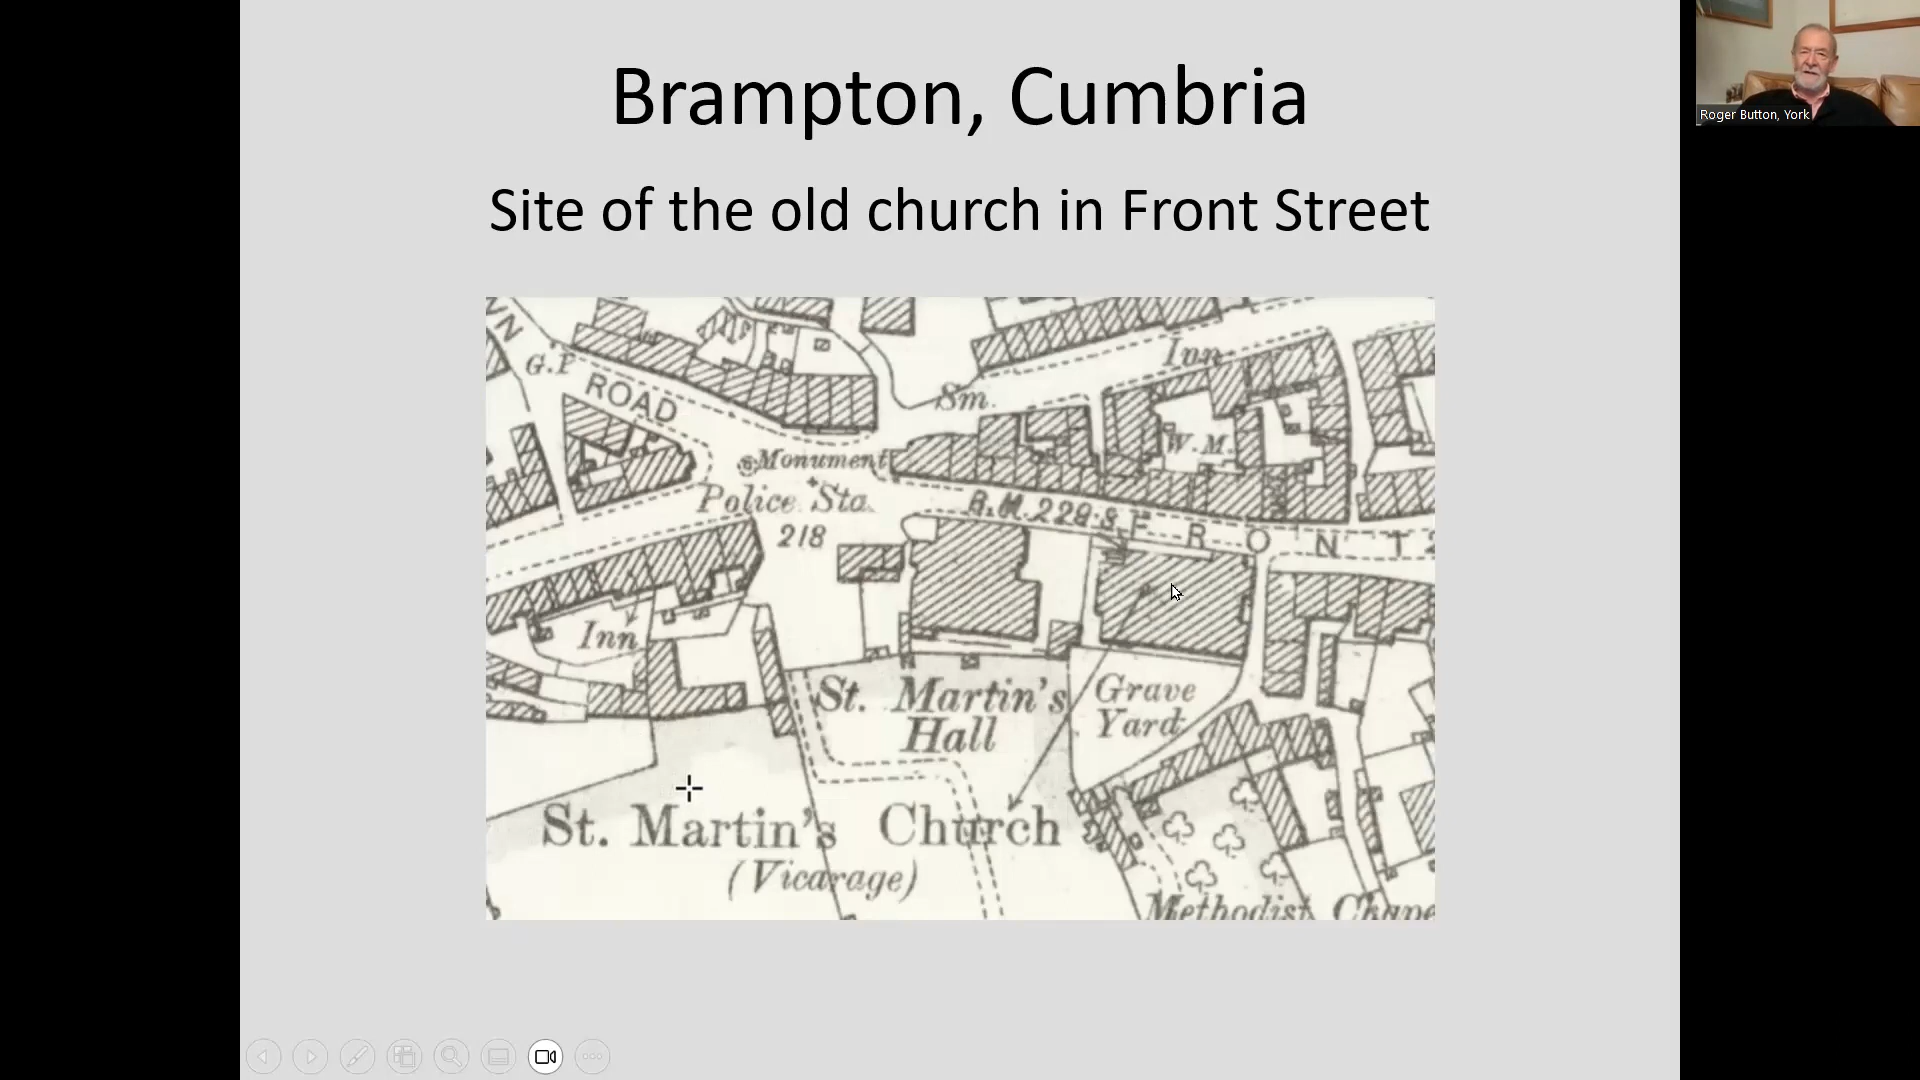 Brampton, Cumbria
Site of the old church in Front Street
Roger Button, York
WN
G.P
ROAD
Inn
Sm.
W.M.
Monument
Police Sta.
218
B.M.229.8
FRONT
Inn
St. Martin's
Hall
Grave
Yard
St. Martin's Church
(Vicarage)
Methodist Chape